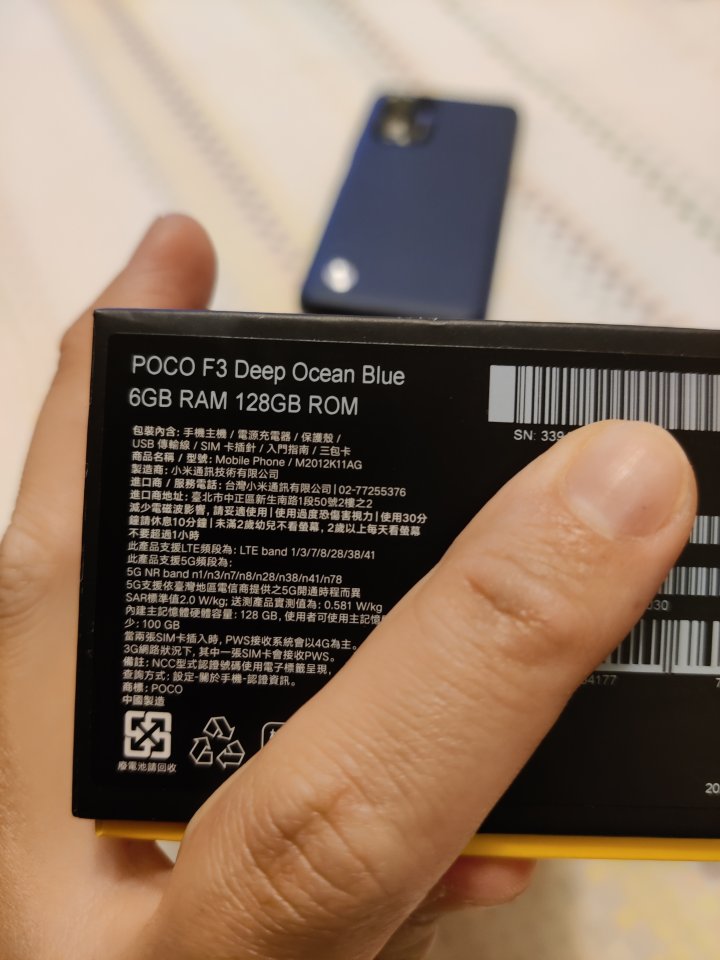 POCO F3 Deep Ocean Blue
6GB RAM 128GB ROM
包裝內含: 手機主機 / 電源充電器 / 保護殼 /
USB 傳輸線 / SIM 卡插針 / 入門指南 / 三包卡
商品名稱 / 型號: Mobile Phone / M2012K11AG
製造商: 小米通訊技術有限公司
進口商 / 服務電話: 台灣小米通訊有限公司 | 02-77255376
進口商地址: 臺北市中正區新生南路1段50號2樓之2
減少電磁波影響, 請妥適使用 | 使用過度恐傷害視力 | 使用30分
鐘請休息10分鐘 | 未滿2歲幼兒不看螢幕, 2歲以上每天看螢幕
不要超過1小時
此產品支援LTE頻段為: LTE band 1/3/7/8/28/38/41
此產品支援5G頻段為:
5G NR band n1/n3/n7/n8/n28/n38/n41/n78
5G支援依臺灣地區電信商提供之5G開通時程而異
SAR標準值2.0 W/kg; 送測產品實測值為: 0.581 W/kg
內建主記憶體硬體容量: 128 GB, 使用者可使用主記憶
少: 100 GB
當兩張SIM卡插入時, PWS接收系統會以4G為主。
3G網路狀況下, 其中一張SIM卡會接收PWS。
備註: NCC型式認證號碼使用電子標籤呈現,
查詢方式: 設定-關於手機-認證資訊。
商標: POCO
中國製造
廢電池請回收
SN: 339
030
64177
7
20